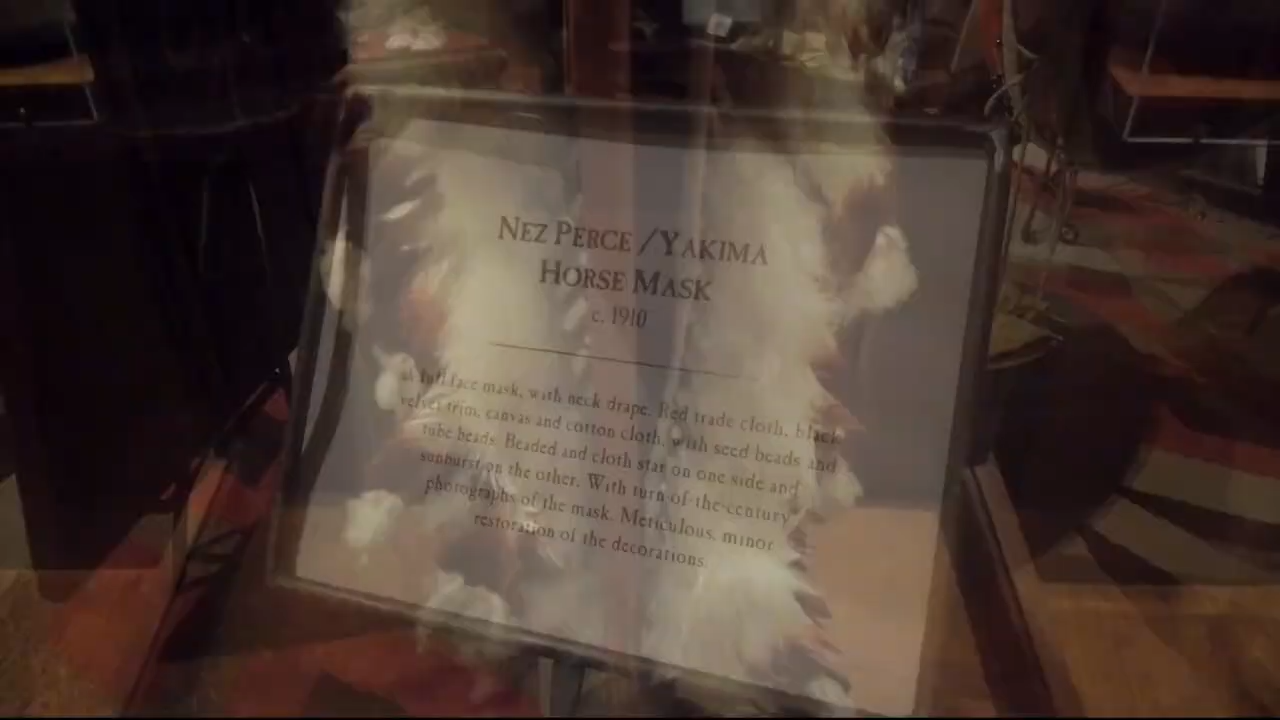 NEZ PERCE / YAKIMA
HORSE MASK
c. 1910
A full face mask, with neck drape. Red trade cloth, black
velvet trim, canvas and cotton cloth, with seed beads and
tube beads. Beaded and cloth star on one side and
sunburst on the other. With turn-of-the-century
photographs of the mask. Meticulous, minor
restoration of the decorations.